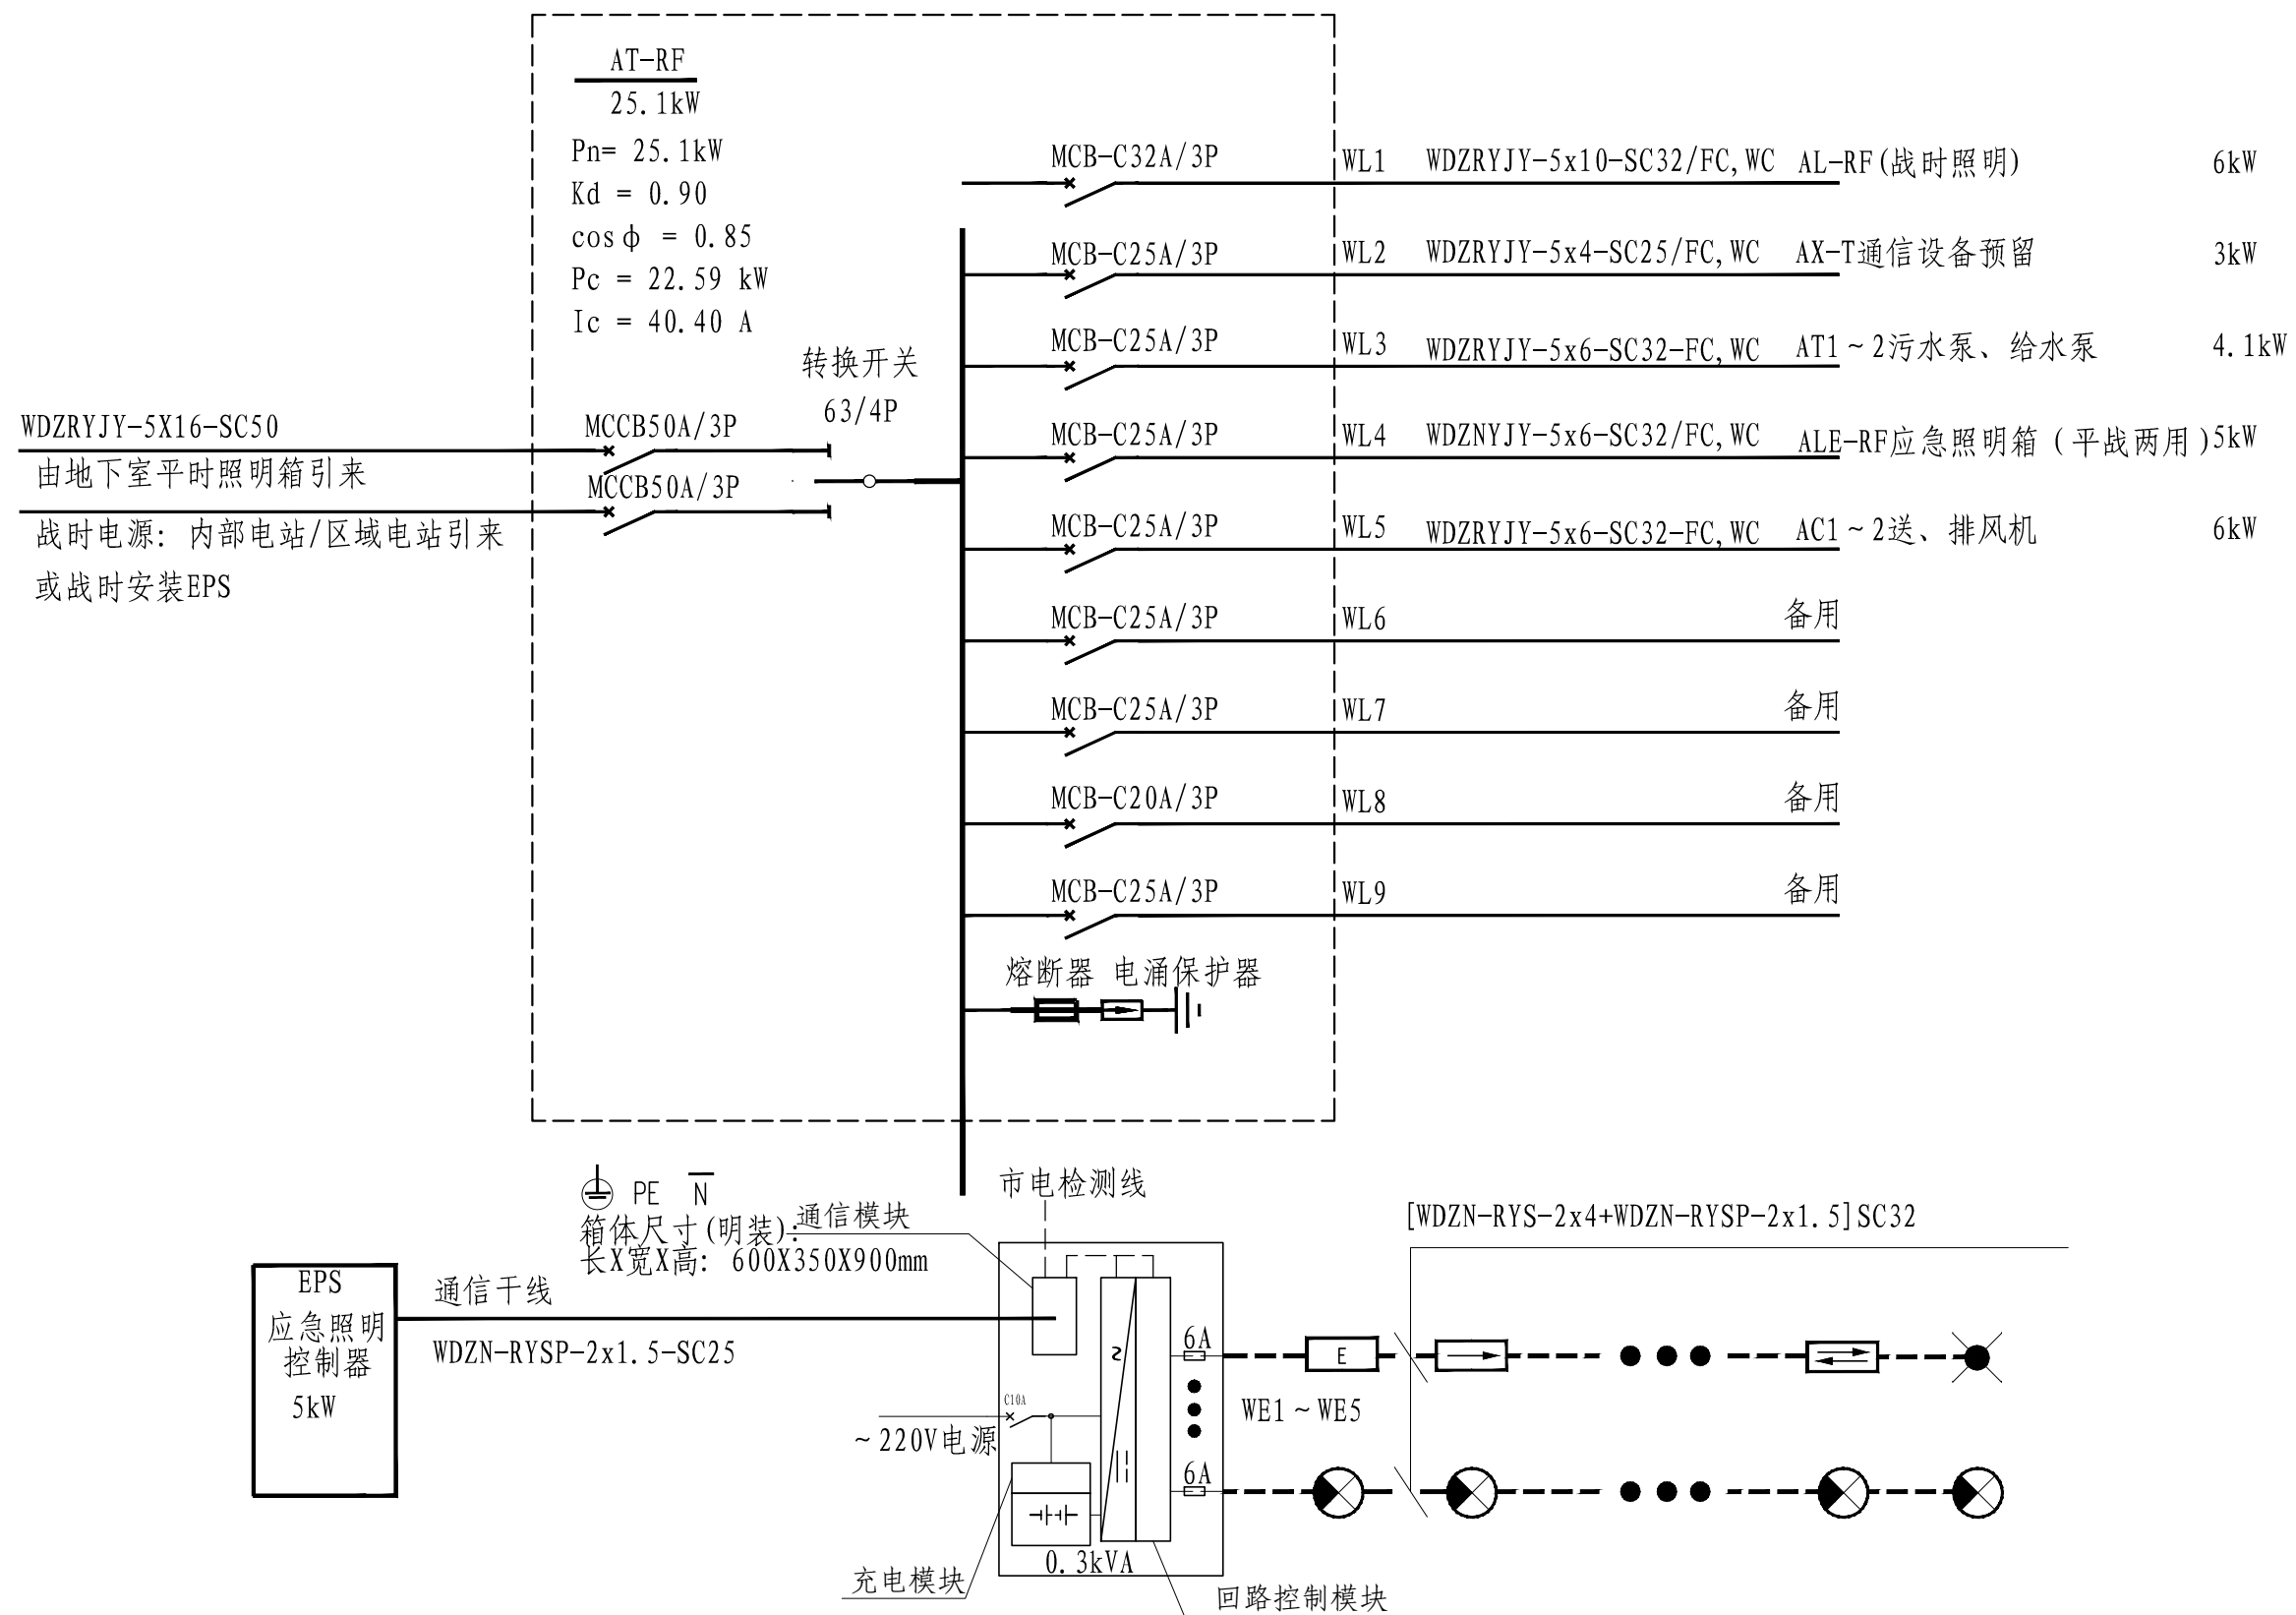 AT-RF
25.1kW
Pn= 25.1kW
Kd = 0.90
cosϕ = 0.85
Pc = 22.59 kW
Ic = 40.40 A
转换开关
63/4P
WDZRYJY-5X16-SC50
MCCB50A/3P
由地下室平时照明箱引来
MCCB50A/3P
战时电源: 内部电站/区域电站引来
或战时安装EPS
MCB-C32A/3P WL1 WDZRYJY-5x10-SC32/FC,WC AL-RF(战时照明) 6kW
MCB-C25A/3P WL2 WDZRYJY-5x4-SC25/FC,WC AX-T通信设备预留 3kW
MCB-C25A/3P WL3 WDZRYJY-5x6-SC32-FC,WC AT1~2污水泵、给水泵 4.1kW
MCB-C25A/3P WL4 WDZNYJY-5x6-SC32/FC,WC ALE-RF应急照明箱(平战两用) 5kW
MCB-C25A/3P WL5 WDZRYJY-5x6-SC32-FC,WC AC1~2送、排风机 6kW
MCB-C25A/3P WL6 备用
MCB-C25A/3P WL7 备用
MCB-C20A/3P WL8 备用
MCB-C25A/3P WL9 备用
熔断器 电涌保护器
PE N
箱体尺寸(明装):
长X宽X高: 600X350X900mm
通信模块
市电检测线
[WDZN-RYS-2x4+WDZN-RYSP-2x1.5]SC32
EPS
应急照明
控制器
5kW
通信干线
WDZN-RYSP-2x1.5-SC25
6A
E
C10A
~220V电源
WE1~WE5
6A
0.3kVA
充电模块
回路控制模块